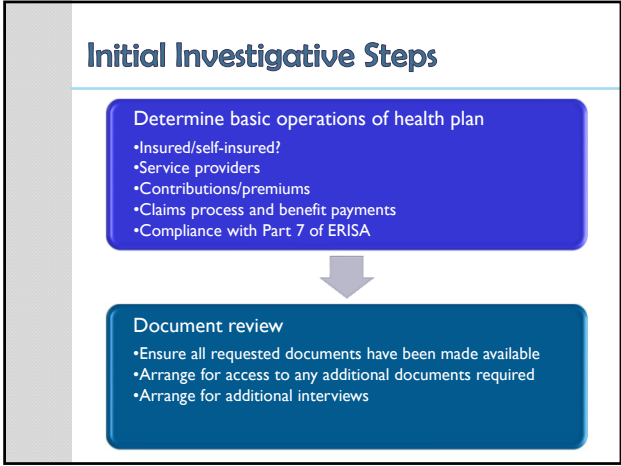 Initial Investigative Steps
Determine basic operations of health plan
•Insured/self-insured?
•Service providers
•Contributions/premiums
•Claims process and benefit payments
•Compliance with Part 7 of ERISA
Document review
•Ensure all requested documents have been made available
•Arrange for access to any additional documents required
•Arrange for additional interviews